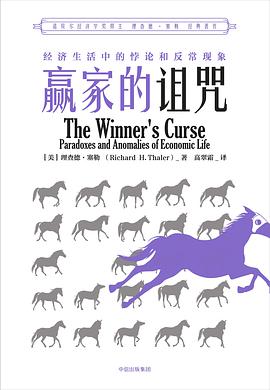 诺贝尔经济学奖得主 理查德·塞勒 经典著作
经济生活中的悖论和反常现象
赢家的诅咒
The Winner's Curse
Paradoxes and Anomalies of Economic Life
[美]理查德·塞勒 (Richard H. Thaler)_著 高翠霜_译
中信出版集团